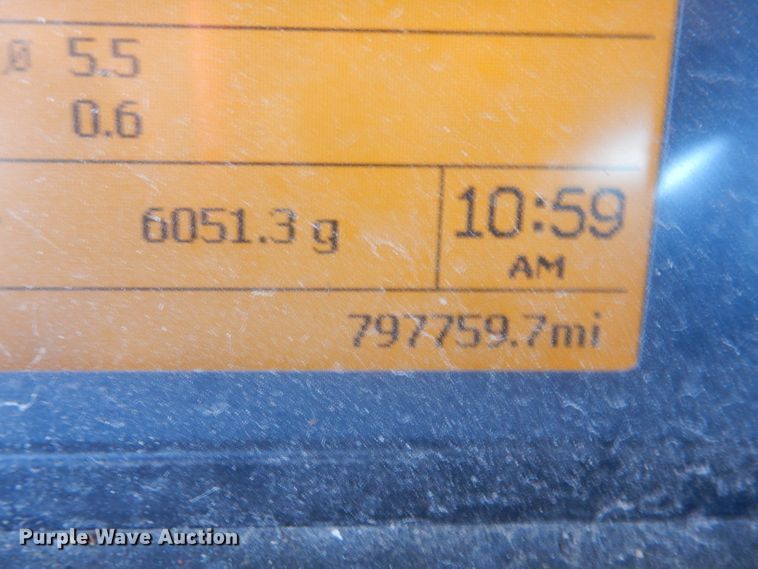 ø 5.5
0.6
6051.3 g
10:59
AM
797759.7mi
Purple Wave Auction